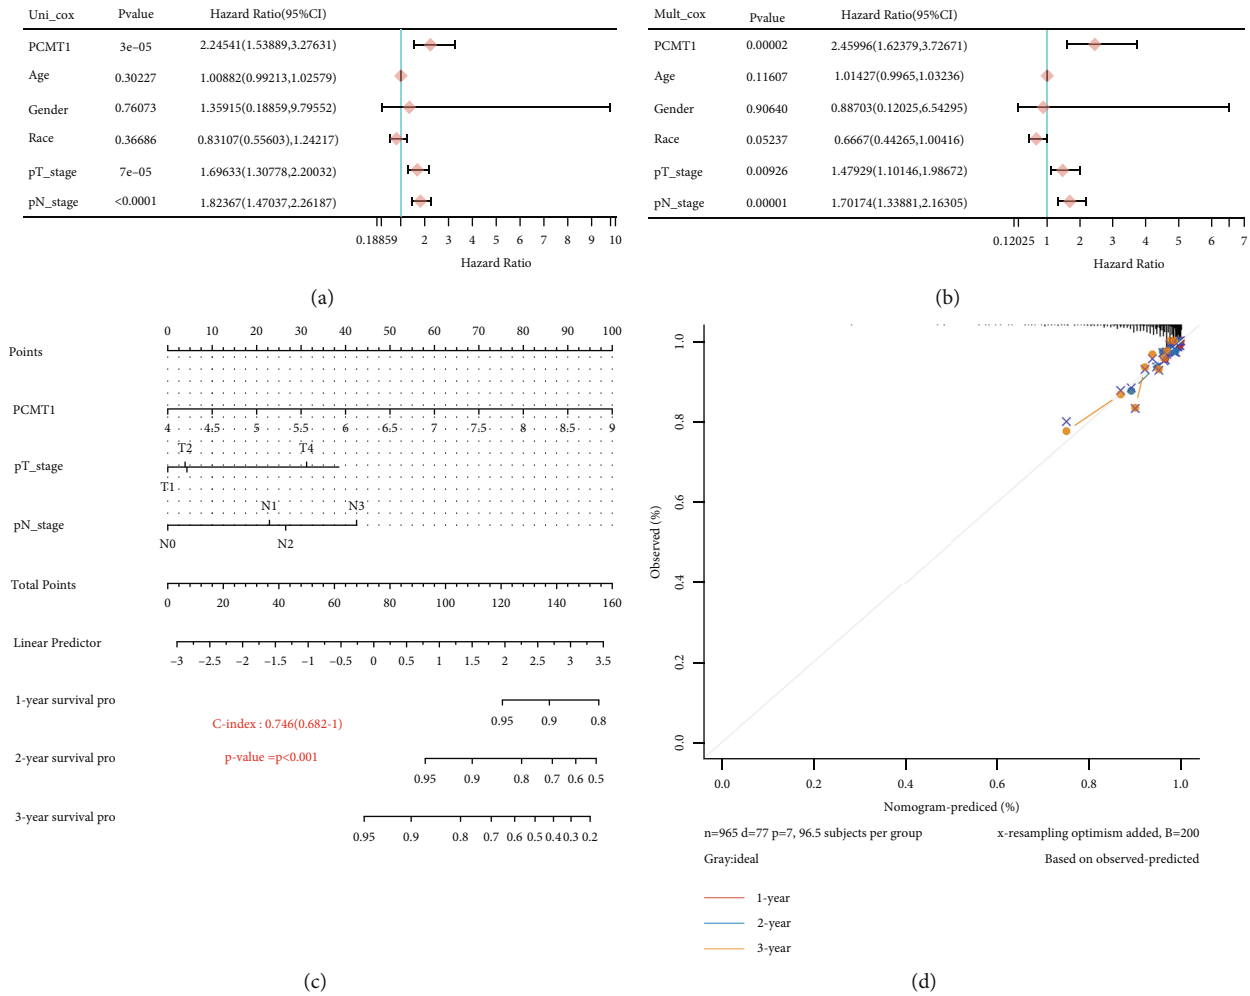 (a)
Uni_cox Pvalue Hazard Ratio(95%CI)
PCMT1 3e–05 2.24541(1.53889,3.27631)
Age 0.30227 1.00882(0.99213,1.02579)
Gender 0.76073 1.35915(0.18859,9.79552)
Race 0.36686 0.83107(0.55603,1.24217)
pT_stage 7e–05 1.69633(1.30778,2.20032)
pN_stage <0.0001 1.82367(1.47037,2.26187)
0.18859 2 3 4 5 6 7 8 9 10
Hazard Ratio
(b)
Mult_cox Pvalue Hazard Ratio(95%CI)
PCMT1 0.00002 2.45996(1.62379,3.72671)
Age 0.11607 1.01427(0.9965,1.03236)
Gender 0.90640 0.88703(0.12025,6.54295)
Race 0.05237 0.6667(0.44265,1.00416)
pT_stage 0.00926 1.47929(1.10146,1.98672)
pN_stage 0.00001 1.70174(1.33881,2.16305)
0.12025 1 2 3 4 5 6 7
Hazard Ratio
0 10 20 30 40 50 60 70 80 90 100
Points
PCMT1
4 4.5 5 5.5 6 6.5 7 7.5 8 8.5 9
T2 T4
pT_stage
T1
N1 N3
pN_stage
N0 N2
Total Points
0 20 40 60 80 100 120 140 160
Linear Predictor
–3 –2.5 –2 –1.5 –1 –0.5 0 0.5 1 1.5 2 2.5 3 3.5
1-year survival pro
0.95 0.9 0.8
C-index : 0.746(0.682-1)
2-year survival pro
p-value =p<0.001
0.95 0.9 0.8 0.7 0.6 0.5
3-year survival pro
0.95 0.9 0.8 0.7 0.6 0.5 0.4 0.3 0.2
(c)
1.0
0.8
0.6
0.4
0.2
0.0
Observed (%)
0.0 0.2 0.4 0.6 0.8 1.0
Nomogram-prediced (%)
n=965 d=77 p=7, 96.5 subjects per group
x-resampling optimism added, B=200
Gray:ideal
Based on observed-predicted
1-year
2-year
3-year
(d)